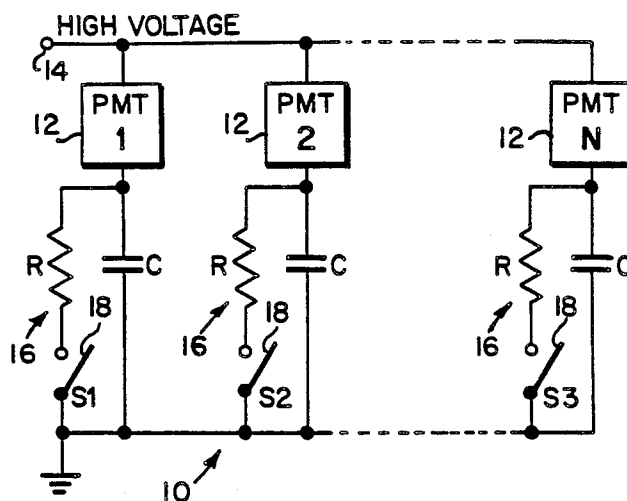 HIGH VOLTAGE
14
PMT 1
12
PMT 2
12
PMT N
12
R
C
R
C
R
C
16
18
16
18
16
18
S1
S2
S3
10